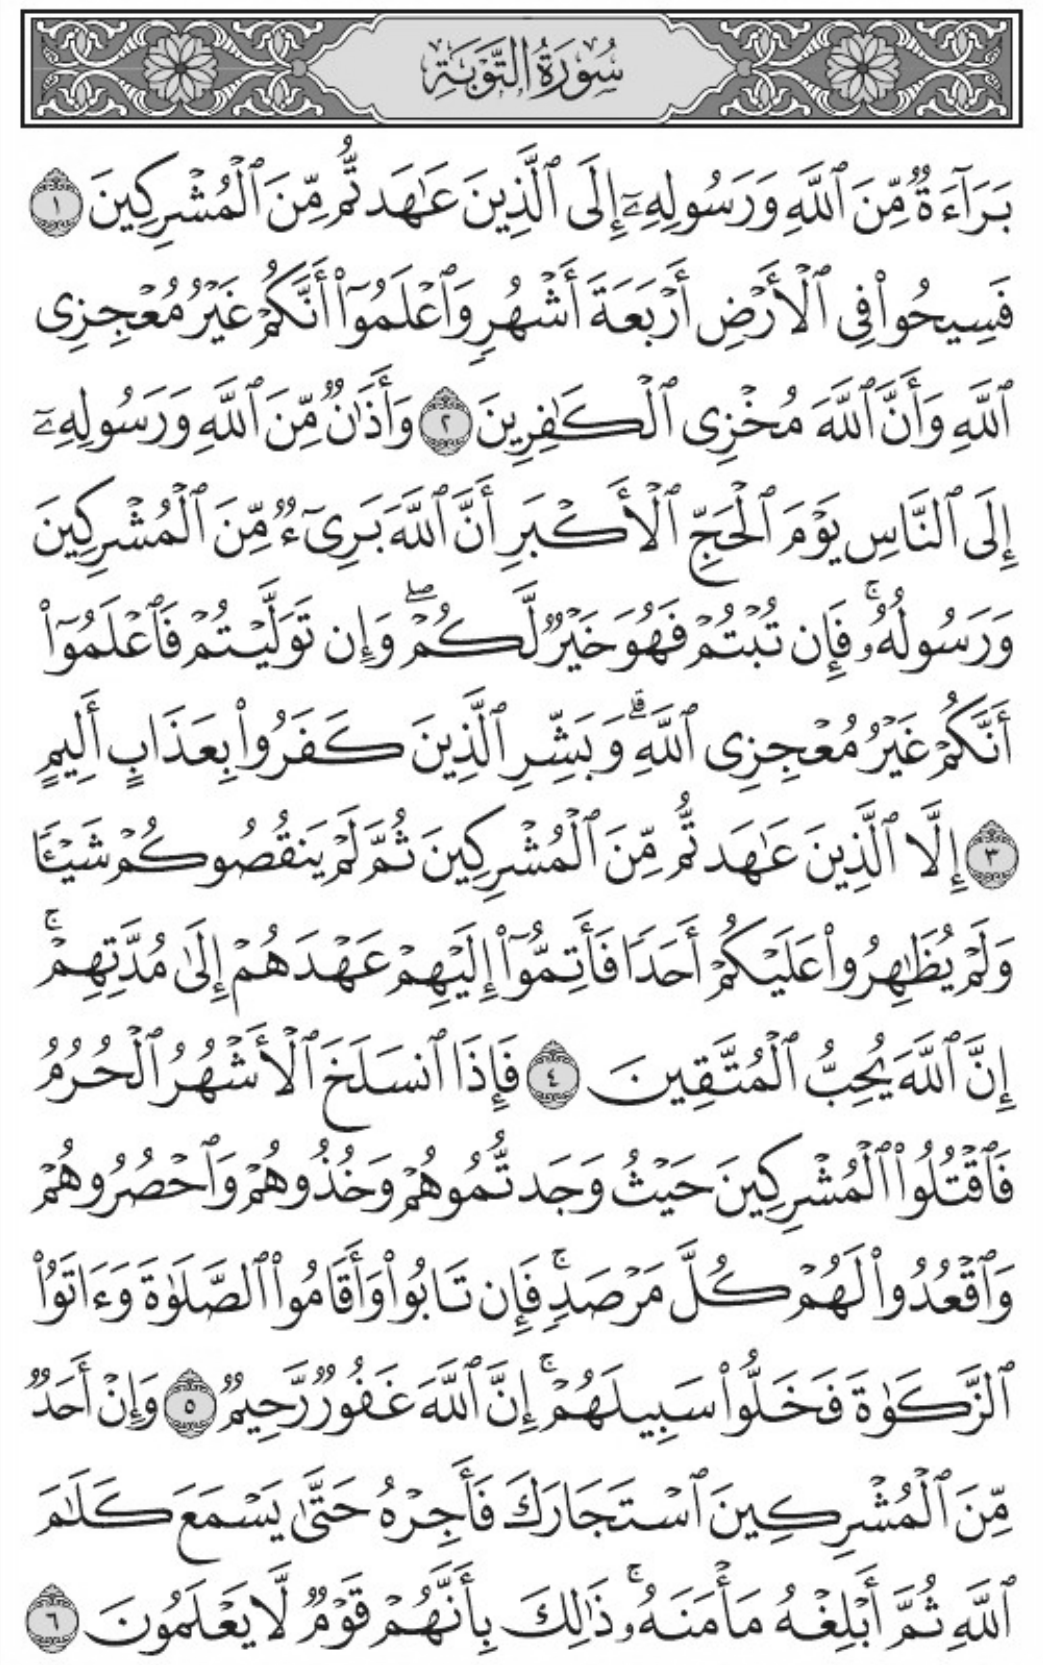 سُورَةُ التَّوۡبَةِ
بَرَآءَةٞ مِّنَ ٱللَّهِ وَرَسُولِهِۦٓ إِلَى ٱلَّذِينَ عَٰهَدتُّم مِّنَ ٱلۡمُشۡرِكِينَ ١
فَسِيحُواْ فِي ٱلۡأَرۡضِ أَرۡبَعَةَ أَشۡهُرٖ وَٱعۡلَمُوٓاْ أَنَّكُمۡ غَيۡرُ مُعۡجِزِي
ٱللَّهِ وَأَنَّ ٱللَّهَ مُخۡزِي ٱلۡكَٰفِرِينَ ٢ وَأَذَٰنٞ مِّنَ ٱللَّهِ وَرَسُولِهِۦٓ
إِلَى ٱلنَّاسِ يَوۡمَ ٱلۡحَجِّ ٱلۡأَكۡبَرِ أَنَّ ٱللَّهَ بَرِيٓءٞ مِّنَ ٱلۡمُشۡرِكِينَ
وَرَسُولُهُۥۚ فَإِن تُبۡتُمۡ فَهُوَ خَيۡرٞ لَّكُمۡۖ وَإِن تَوَلَّيۡتُمۡ فَٱعۡلَمُوٓاْ
أَنَّكُمۡ غَيۡرُ مُعۡجِزِي ٱللَّهِۗ وَبَشِّرِ ٱلَّذِينَ كَفَرُواْ بِعَذَابٍ أَلِيمٍ
٣ إِلَّا ٱلَّذِينَ عَٰهَدتُّم مِّنَ ٱلۡمُشۡرِكِينَ ثُمَّ لَمۡ يَنقُصُوكُمۡ شَيۡـٔٗا
وَلَمۡ يُظَٰهِرُواْ عَلَيۡكُمۡ أَحَدٗا فَأَتِمُّوٓاْ إِلَيۡهِمۡ عَهۡدَهُمۡ إِلَىٰ مُدَّتِهِمۡۚ
إِنَّ ٱللَّهَ يُحِبُّ ٱلۡمُتَّقِينَ ٤ فَإِذَا ٱنسَلَخَ ٱلۡأَشۡهُرُ ٱلۡحُرُمُ
فَٱقۡتُلُواْ ٱلۡمُشۡرِكِينَ حَيۡثُ وَجَدتُّمُوهُمۡ وَخُذُوهُمۡ وَٱحۡصُرُوهُمۡ
وَٱقۡعُدُواْ لَهُمۡ كُلَّ مَرۡصَدٖۚ فَإِن تَابُواْ وَأَقَامُواْ ٱلصَّلَوٰةَ وَءَاتَوُاْ
ٱلزَّكَوٰةَ فَخَلُّواْ سَبِيلَهُمۡۚ إِنَّ ٱللَّهَ غَفُورٞ رَّحِيمٞ ٥ وَإِنۡ أَحَدٞ
مِّنَ ٱلۡمُشۡرِكِينَ ٱسۡتَجَارَكَ فَأَجِرۡهُ حَتَّىٰ يَسۡمَعَ كَلَٰمَ
ٱللَّهِ ثُمَّ أَبۡلِغۡهُ مَأۡمَنَهُۥۚ ذَٰلِكَ بِأَنَّهُمۡ قَوۡمٞ لَّا يَعۡلَمُونَ ٦